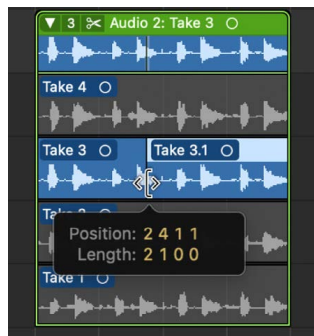 3 Audio 2: Take 3
Take 4
Take 3 Take 3.1
Position: 2 4 1 1
Length: 2 1 0 0
Take 1